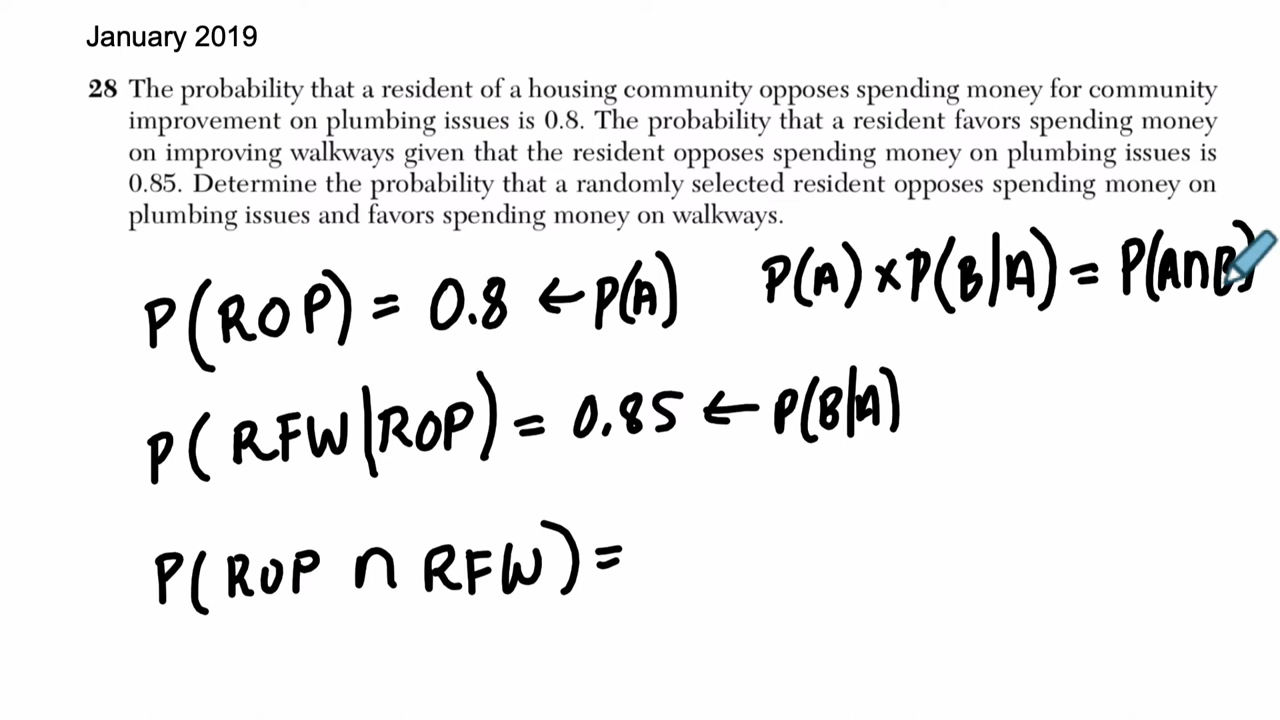 January 2019
28 The probability that a resident of a housing community opposes spending money for community
improvement on plumbing issues is 0.8. The probability that a resident favors spending money
on improving walkways given that the resident opposes spending money on plumbing issues is
0.85. Determine the probability that a randomly selected resident opposes spending money on
plumbing issues and favors spending money on walkways.
P(A) × P(B|A) = P(A∩B)
P(ROP) = 0.8 ← P(A)
P(RFW|ROP) = 0.85 ← P(B|A)
P(ROP ∩ RFW) =